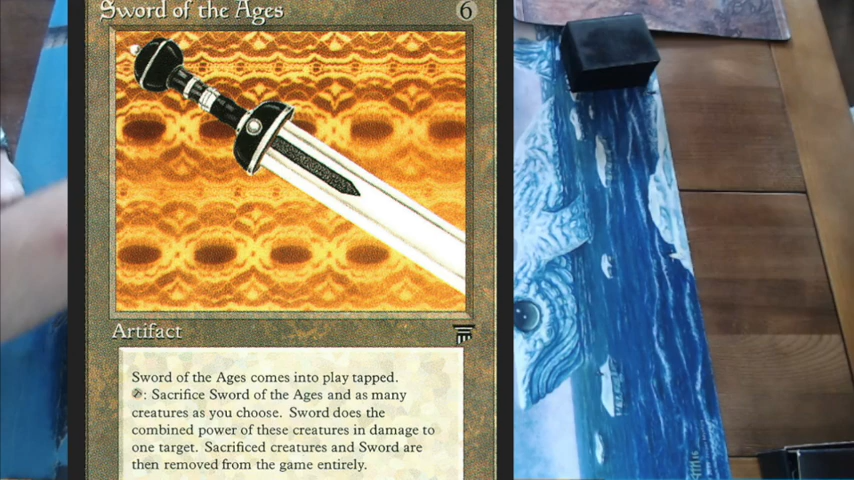 Sword of the Ages 6
Artifact
Sword of the Ages comes into play tapped.
: Sacrifice Sword of the Ages and as many
creatures as you choose. Sword does the
combined power of these creatures in damage to
one target. Sacrificed creatures and Sword are
then removed from the game entirely.